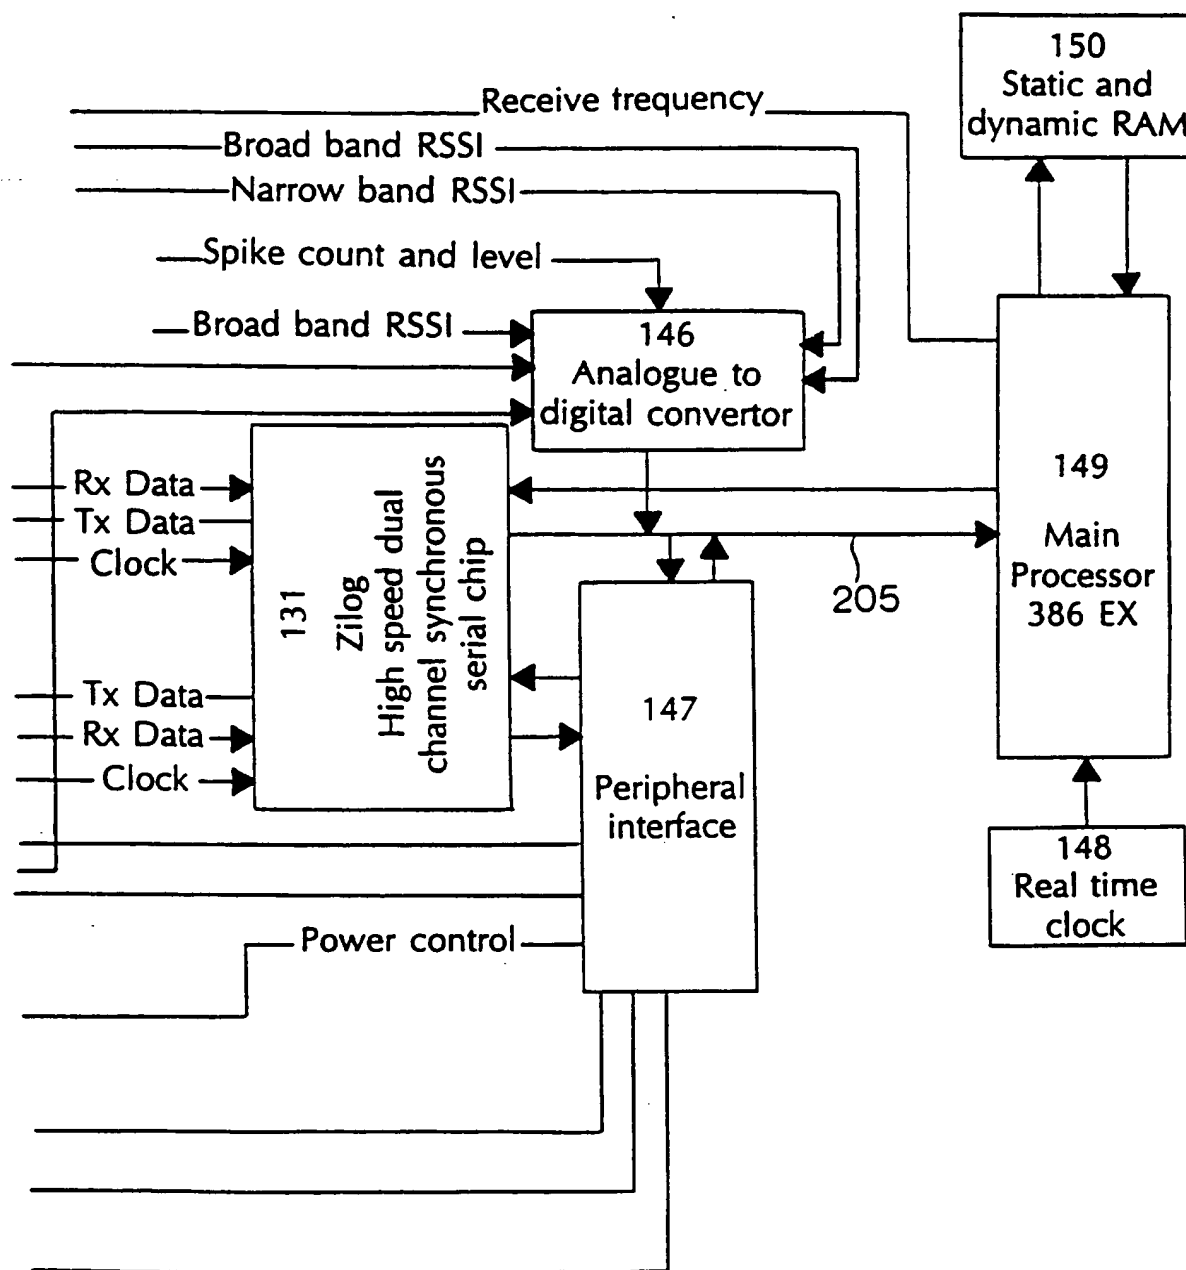 150
Static and
dynamic RAM
Receive trequency
Broad band RSSI
Narrow band RSSI
Spike count and level
Broad band RSSI
146
Analogue to
digital convertor
Rx Data
Tx Data
Clock
131
Zilog
High speed dual
channel synchronous
serial chip
149
Main
Processor
386 EX
205
Tx Data
Rx Data
Clock
147
Peripheral
interface
148
Real time
clock
Power control